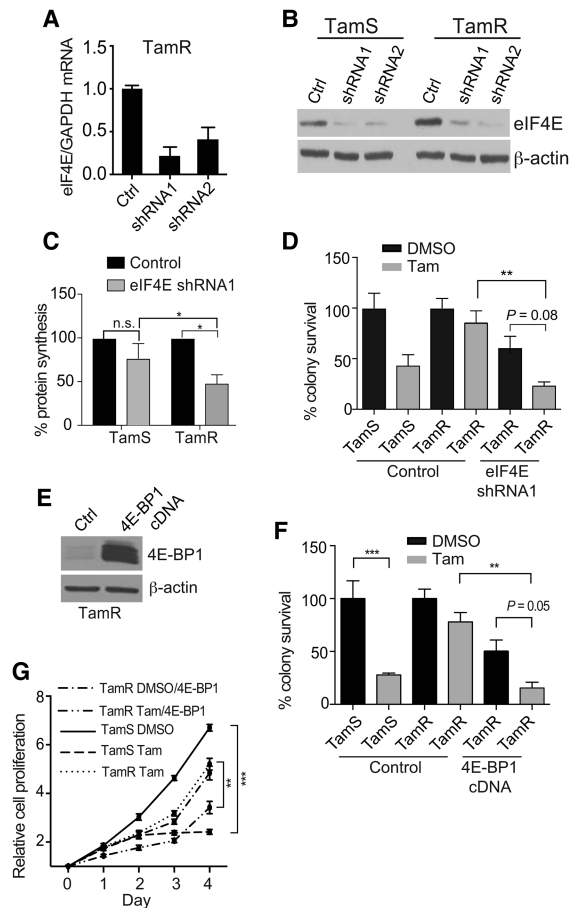 A
TamR
eIF4E/GAPDH mRNA
1.5
1.0
0.5
0.0
Ctrl
shRNA1
shRNA2
B
TamS
TamR
Ctrl
shRNA1
shRNA2
Ctrl
shRNA1
shRNA2
eIF4E
β-actin
C
Control
eIF4E shRNA1
% protein synthesis
150
100
50
0
n.s.
*
*
TamS
TamR
D
DMSO
Tam
% colony survival
150
100
50
0
**
P = 0.08
TamS
TamS
TamR
TamR
TamR
TamR
Control
eIF4E
shRNA1
E
Ctrl
4E-BP1
cDNA
4E-BP1
β-actin
TamR
F
DMSO
Tam
% colony survival
150
100
50
0
***
**
P = 0.05
TamS
TamS
TamR
TamR
TamR
TamR
Control
4E-BP1
cDNA
G
TamR DMSO/4E-BP1
TamR Tam/4E-BP1
TamS DMSO
TamS Tam
TamR Tam
Relative cell proliferation
8
6
4
2
**
***
0
1
2
3
4
Day